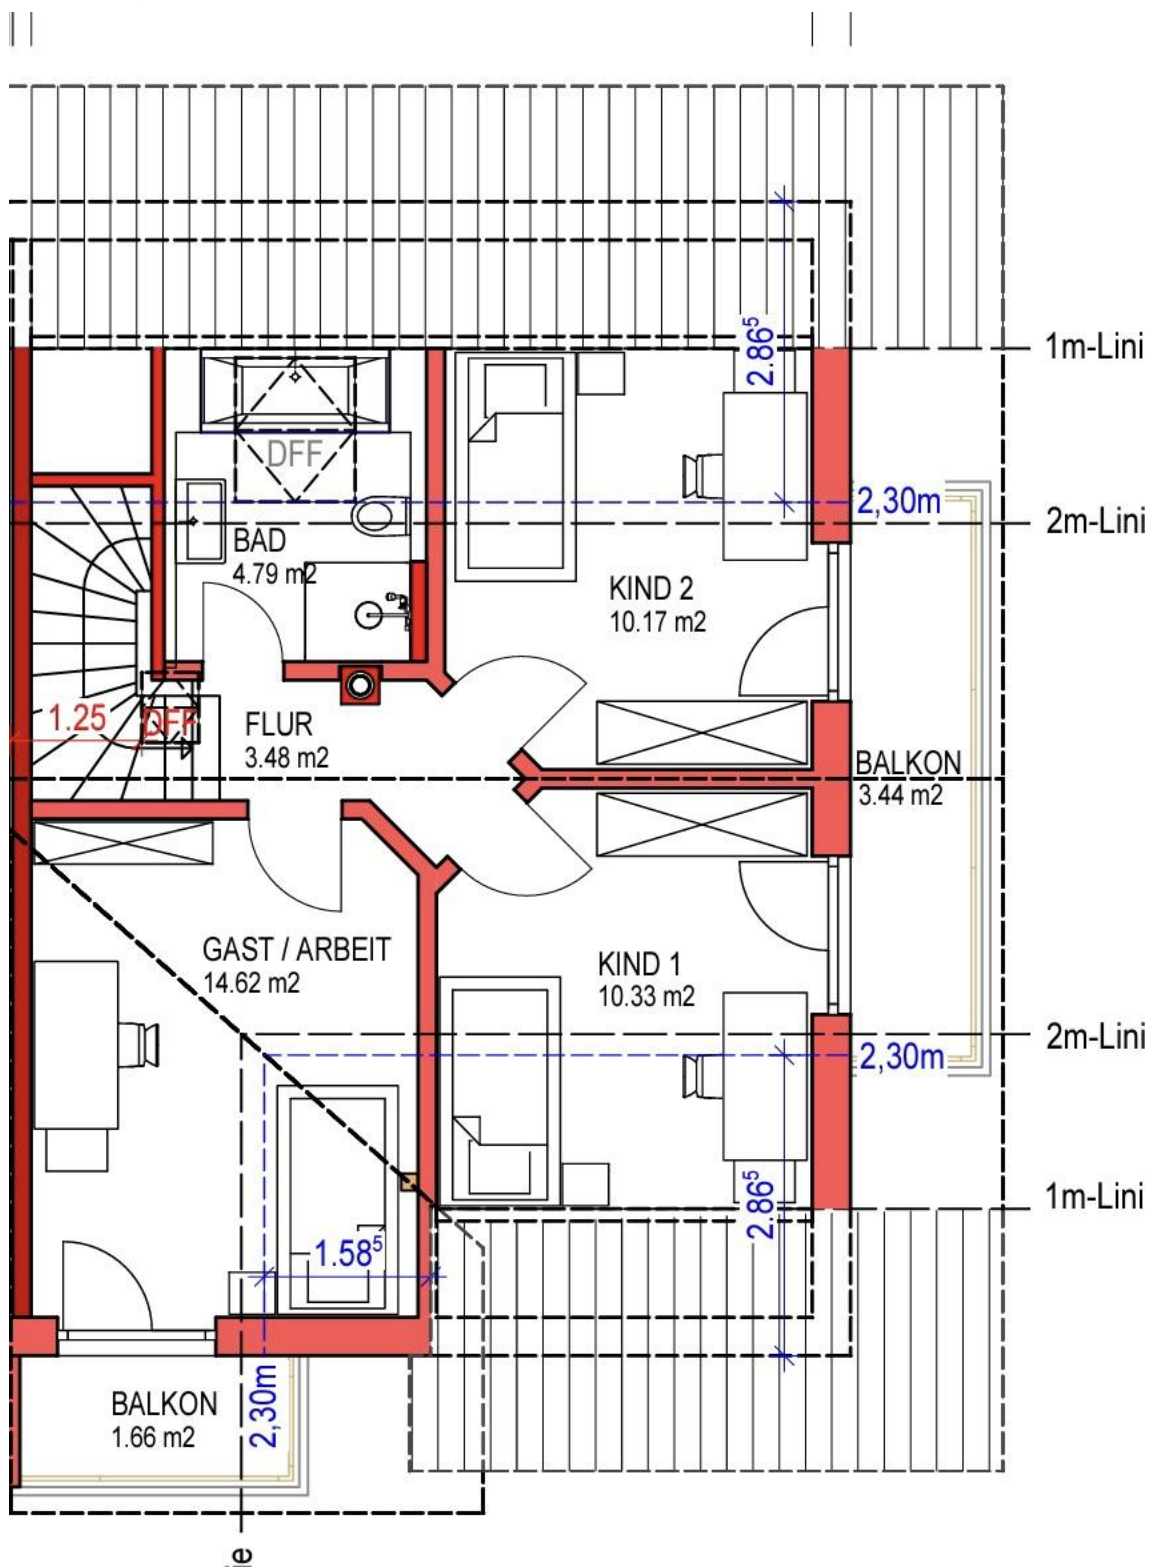 2.86⁵
1m-Lini
DFF
2,30m
2m-Lini
BAD
4.79 m2
KIND 2
10.17 m2
1.25
DFF
FLUR
3.48 m2
BALKON
3.44 m2
GAST / ARBEIT
14.62 m2
KIND 1
10.33 m2
2m-Lini
2,30m
2.86⁵
1m-Lini
1.58⁵
BALKON
1.66 m2
2,30m
ie